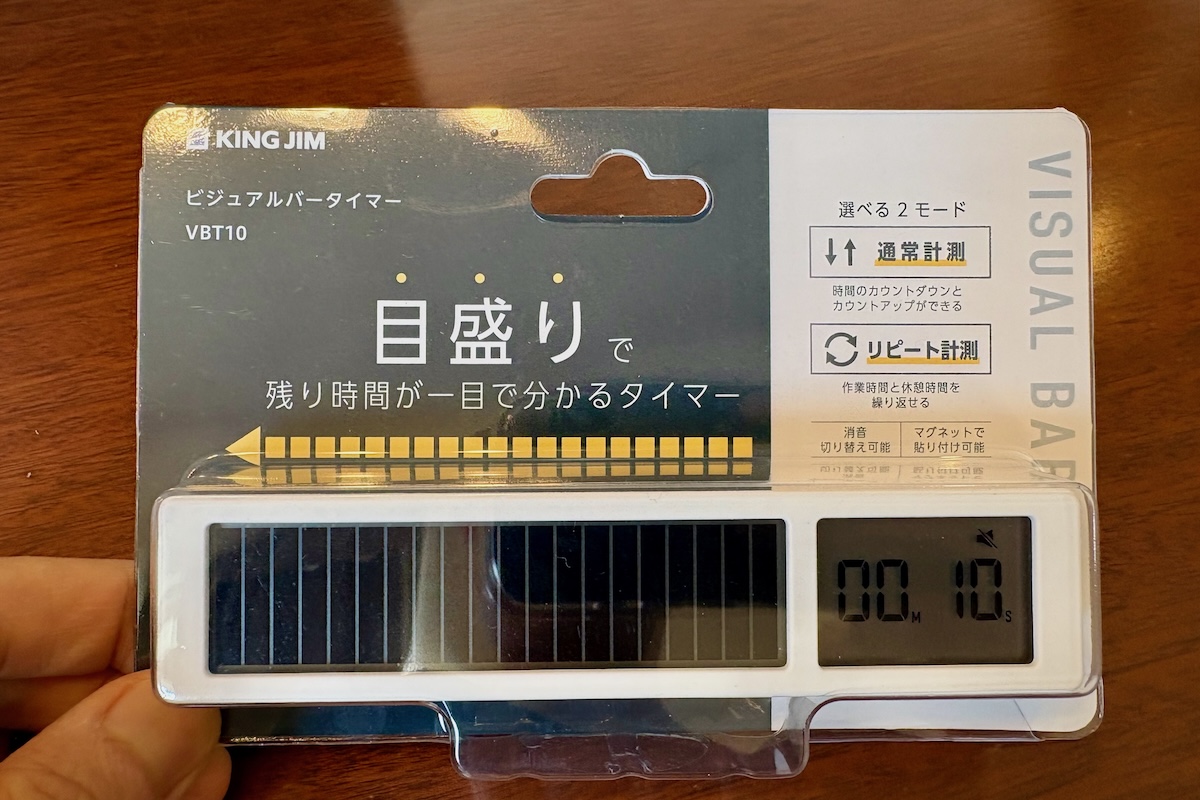 KING JIM
ビジュアルバータイマー
VBT10
目盛りで
残り時間が一目で分かるタイマー
選べる2モード
通常計測
時間のカウントダウンと
カウントアップができる
リピート計測
作業時間と休憩時間を
繰り返せる
消音
切り替え可能
マグネットで
貼り付け可能
VISUAL BAR
00M 10S